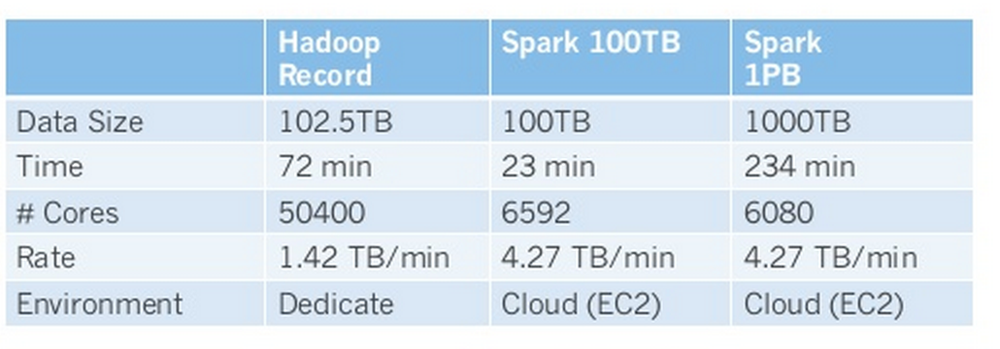 Hadoop Record Spark 100TB Spark 1PB
Data Size 102.5TB 100TB 1000TB
Time 72 min 23 min 234 min
# Cores 50400 6592 6080
Rate 1.42 TB/min 4.27 TB/min 4.27 TB/min
Environment Dedicate Cloud (EC2) Cloud (EC2)